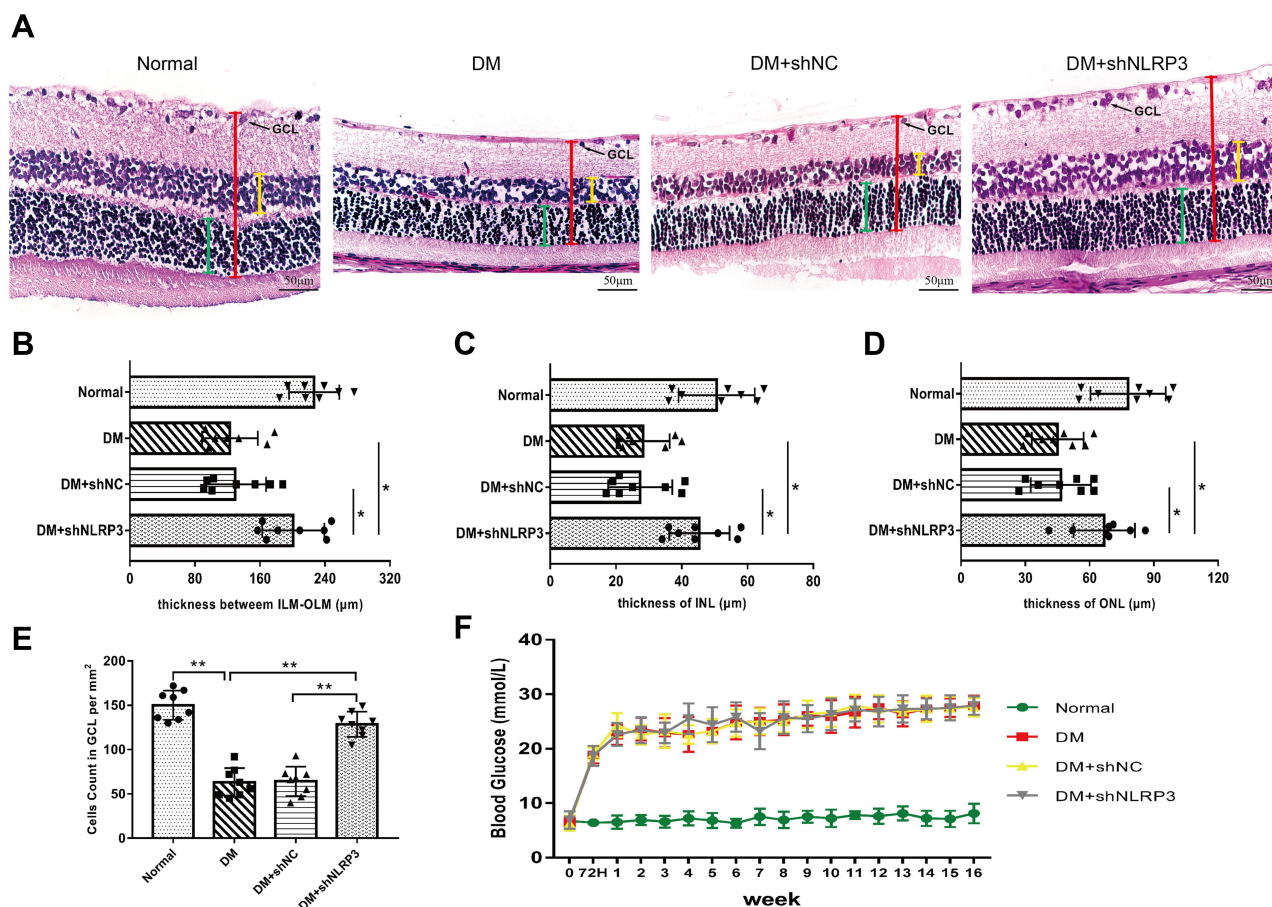 A
Normal
DM
DM+shNC
DM+shNLRP3
GCL
GCL
GCL
GCL
50μm
50μm
50μm
50μm
B
Normal
DM
DM+shNC
DM+shNLRP3
*
*
0
80
160
240
320
thickness between ILM-OLM (μm)
C
Normal
DM
DM+shNC
DM+shNLRP3
*
*
0
20
40
60
80
thickness of INL (μm)
D
Normal
DM
DM+shNC
DM+shNLRP3
*
*
0
30
60
90
120
thickness of ONL (μm)
E
Cells Count in GCL per mm²
200
150
100
50
0
**
**
**
Normal
DM
DM+shNC
DM+shNLRP3
F
Blood Glucose (mmol/L)
40
30
20
10
0
0 72H 1 2 3 4 5 6 7 8 9 10 11 12 13 14 15 16
week
Normal
DM
DM+shNC
DM+shNLRP3